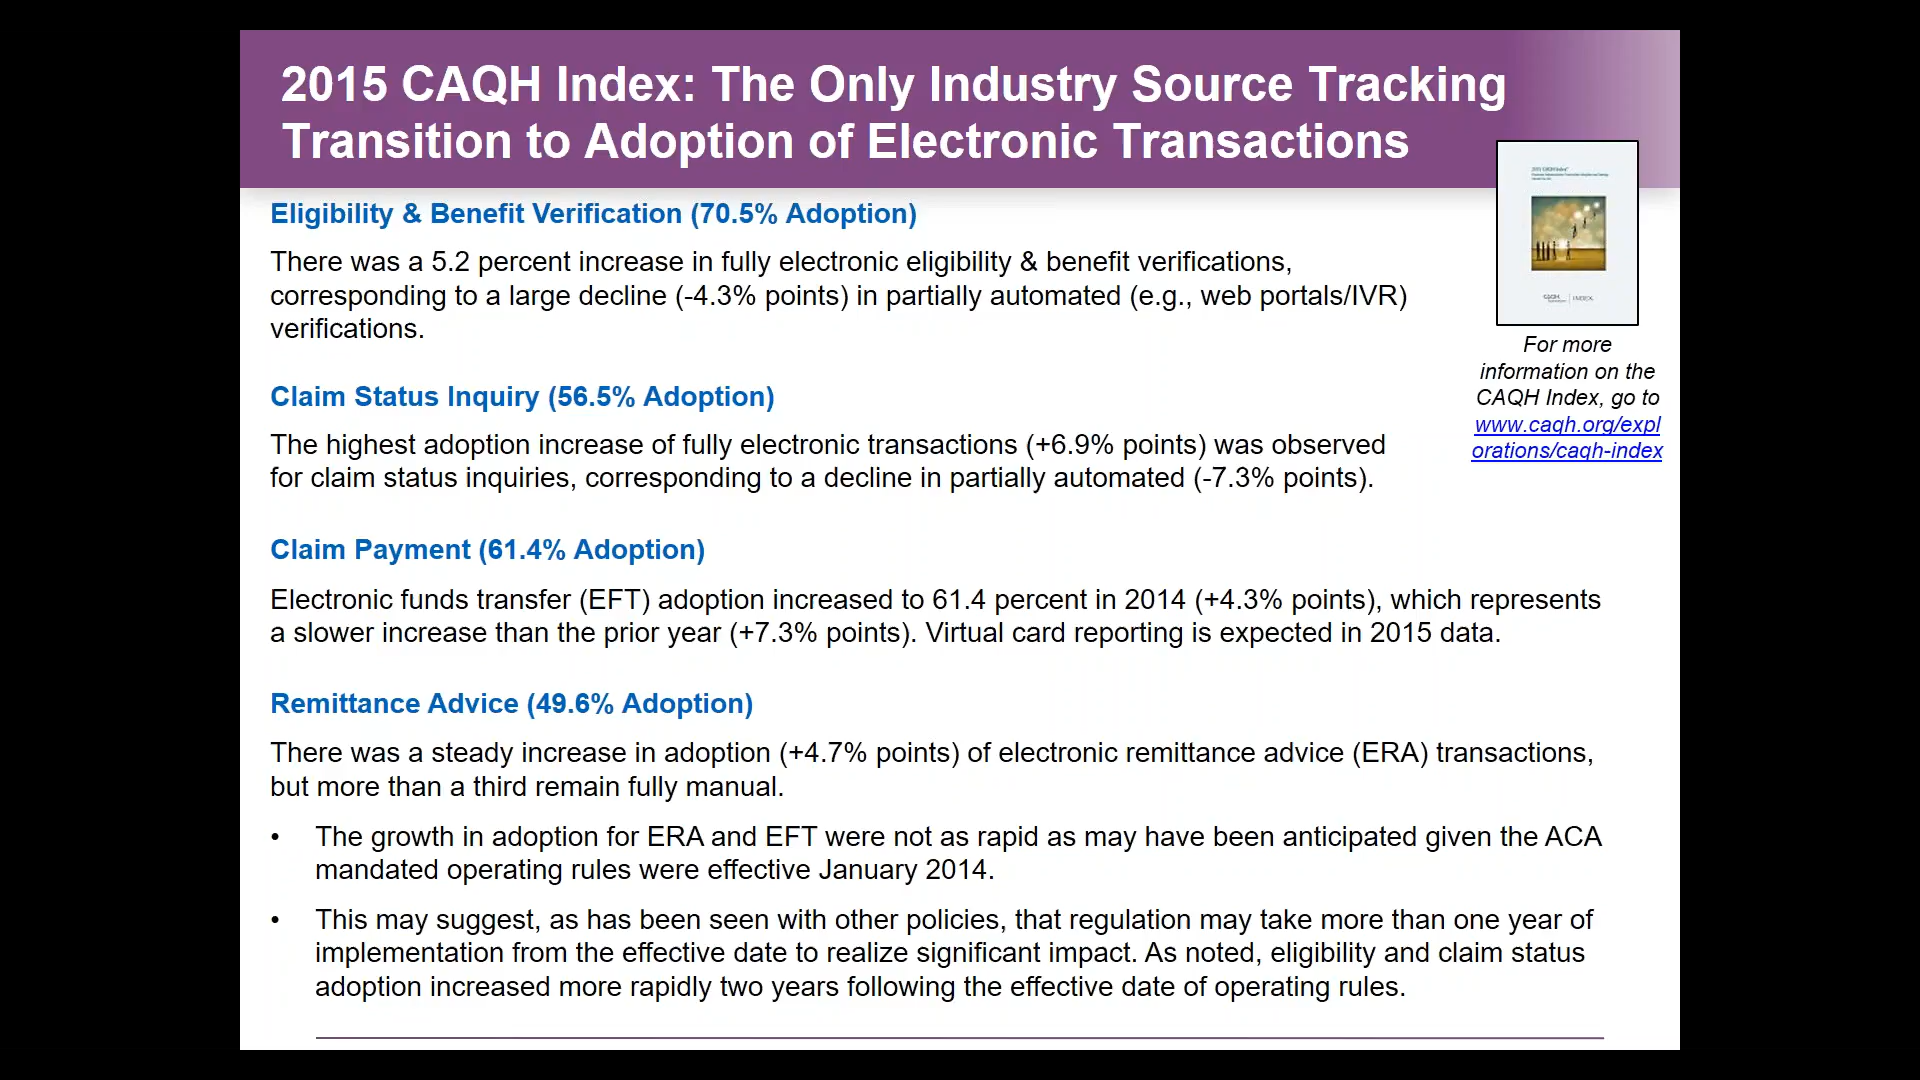 2015 CAQH Index: The Only Industry Source Tracking
Transition to Adoption of Electronic Transactions
Eligibility & Benefit Verification (70.5% Adoption)
There was a 5.2 percent increase in fully electronic eligibility & benefit verifications,
corresponding to a large decline (-4.3% points) in partially automated (e.g., web portals/IVR)
verifications.
Claim Status Inquiry (56.5% Adoption)
The highest adoption increase of fully electronic transactions (+6.9% points) was observed
for claim status inquiries, corresponding to a decline in partially automated (-7.3% points).
Claim Payment (61.4% Adoption)
Electronic funds transfer (EFT) adoption increased to 61.4 percent in 2014 (+4.3% points), which represents
a slower increase than the prior year (+7.3% points). Virtual card reporting is expected in 2015 data.
Remittance Advice (49.6% Adoption)
There was a steady increase in adoption (+4.7% points) of electronic remittance advice (ERA) transactions,
but more than a third remain fully manual.
• The growth in adoption for ERA and EFT were not as rapid as may have been anticipated given the ACA
mandated operating rules were effective January 2014.
• This may suggest, as has been seen with other policies, that regulation may take more than one year of
implementation from the effective date to realize significant impact. As noted, eligibility and claim status
adoption increased more rapidly two years following the effective date of operating rules.
2015 CAQH Index
CAQH
INDEX
For more
information on the
CAQH Index, go to
www.caqh.org/expl
orations/caqh-index